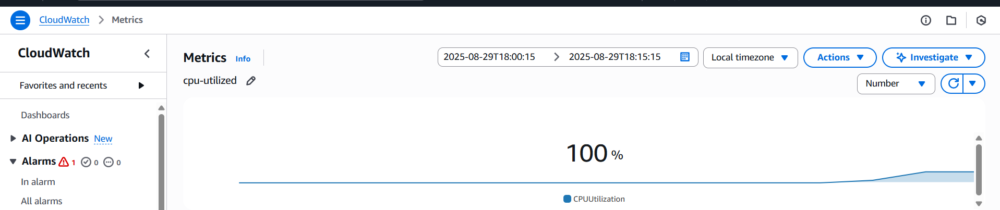 CloudWatch > Metrics
CloudWatch
Favorites and recents
Dashboards
AI Operations New
Alarms 1 0 0
In alarm
All alarms
Metrics Info
2025-08-29T18:00:15 > 2025-08-29T18:15:15
Local timezone
Actions
Investigate
cpu-utilized
Number
100 %
CPUUtilization